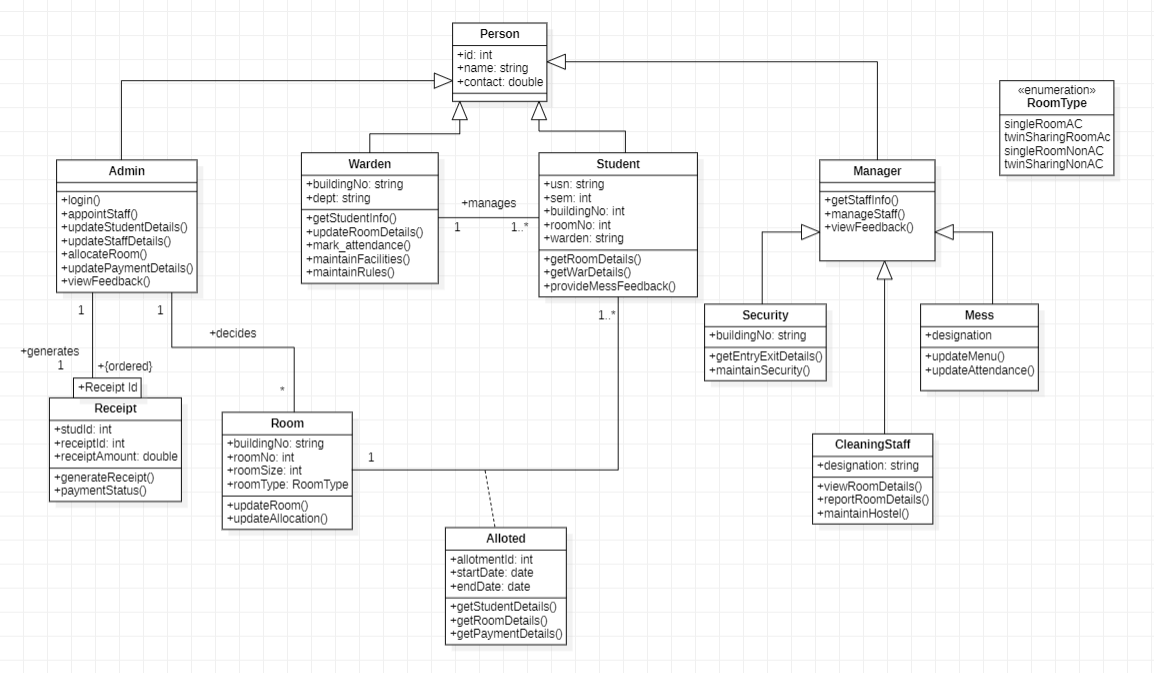 Person
+id: int
+name: string
+contact: double
«enumeration»
RoomType
singleRoomAC
twinSharingRoomAc
singleRoomNonAC
twinSharingNonAC
Admin
+login()
+appointStaff()
+updateStudentDetails()
+updateStaffDetails()
+allocateRoom()
+updatePaymentDetails()
+viewFeedback()
Warden
+buildingNo: string
+dept: string
+getStudentInfo()
+updateRoomDetails()
+mark_attendance()
+maintainFacilities()
+maintainRules()
+manages
1
1..*
Student
+usn: string
+sem: int
+buildingNo: int
+roomNo: int
+warden: string
+getRoomDetails()
+getWarDetails()
+provideMessFeedback()
Manager
+getStaffInfo()
+manageStaff()
+viewFeedback()
1
1
+decides
+generates
1
+{ordered}
*
1..*
1
+Receipt Id
Receipt
+studId: int
+receiptId: int
+receiptAmount: double
+generateReceipt()
+paymentStatus()
Room
+buildingNo: string
+roomNo: int
+roomSize: int
+roomType: RoomType
+updateRoom()
+updateAllocation()
Security
+buildingNo: string
+getEntryExitDetails()
+maintainSecurity()
Mess
+designation
+updateMenu()
+updateAttendance()
CleaningStaff
+designation: string
+viewRoomDetails()
+reportRoomDetails()
+maintainHostel()
Alloted
+allotmentId: int
+startDate: date
+endDate: date
+getStudentDetails()
+getRoomDetails()
+getPaymentDetails()